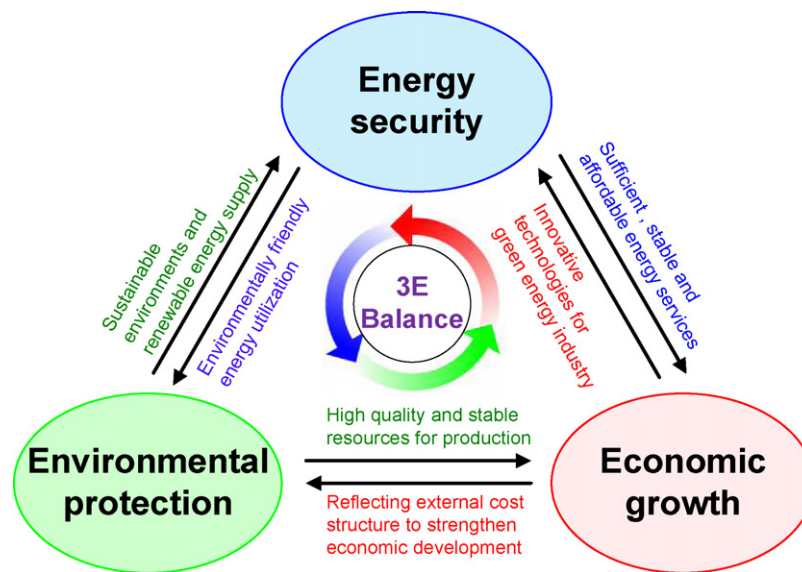 Energy
security
Sustainable
environments and
renewable energy supply
Environmentally friendly
energy utilization
3E
Balance
Innovative
technologies for
green energy industry
Sufficient , stable and
affordable energy services
High quality and stable
resources for production
Environmental
protection
Economic
growth
Reflecting external cost
structure to strengthen
economic development